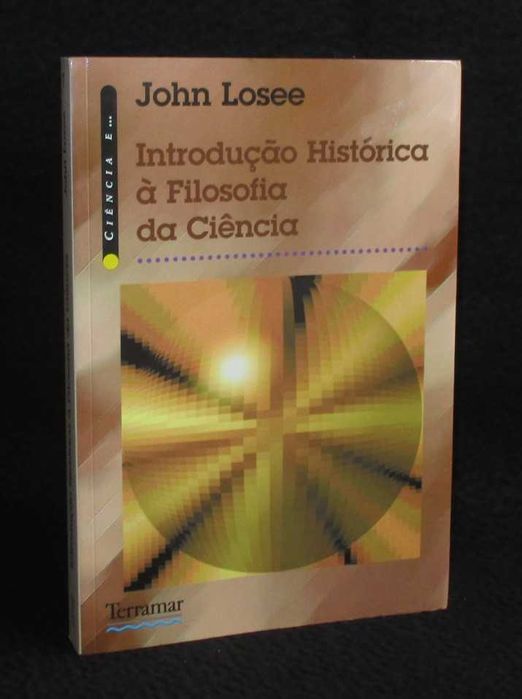 John Losee
Introdução Histórica
à Filosofia
da Ciência
CIÊNCIA E...
Terramar